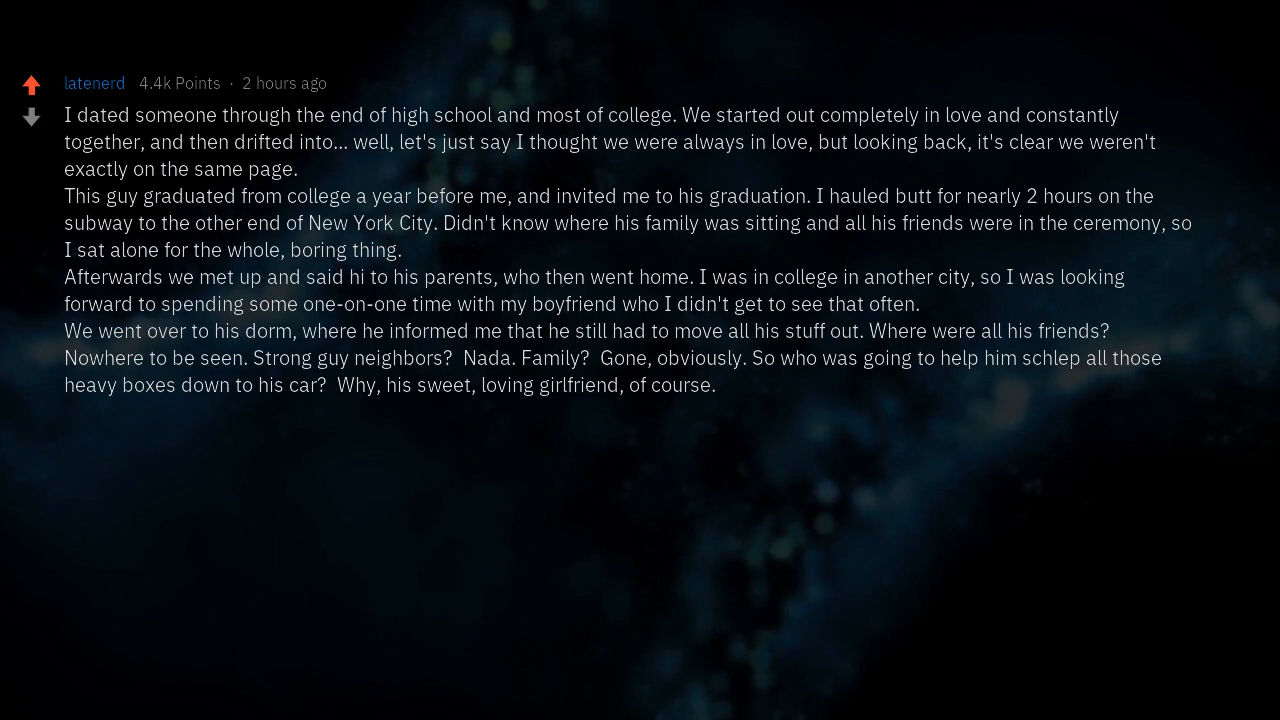 latenerd 4.4k Points · 2 hours ago
I dated someone through the end of high school and most of college. We started out completely in love and constantly
together, and then drifted into... well, let's just say I thought we were always in love, but looking back, it's clear we weren't
exactly on the same page.
This guy graduated from college a year before me, and invited me to his graduation. I hauled butt for nearly 2 hours on the
subway to the other end of New York City. Didn't know where his family was sitting and all his friends were in the ceremony, so
I sat alone for the whole, boring thing.
Afterwards we met up and said hi to his parents, who then went home. I was in college in another city, so I was looking
forward to spending some one-on-one time with my boyfriend who I didn't get to see that often.
We went over to his dorm, where he informed me that he still had to move all his stuff out. Where were all his friends?
Nowhere to be seen. Strong guy neighbors?  Nada. Family?  Gone, obviously. So who was going to help him schlep all those
heavy boxes down to his car?  Why, his sweet, loving girlfriend, of course.